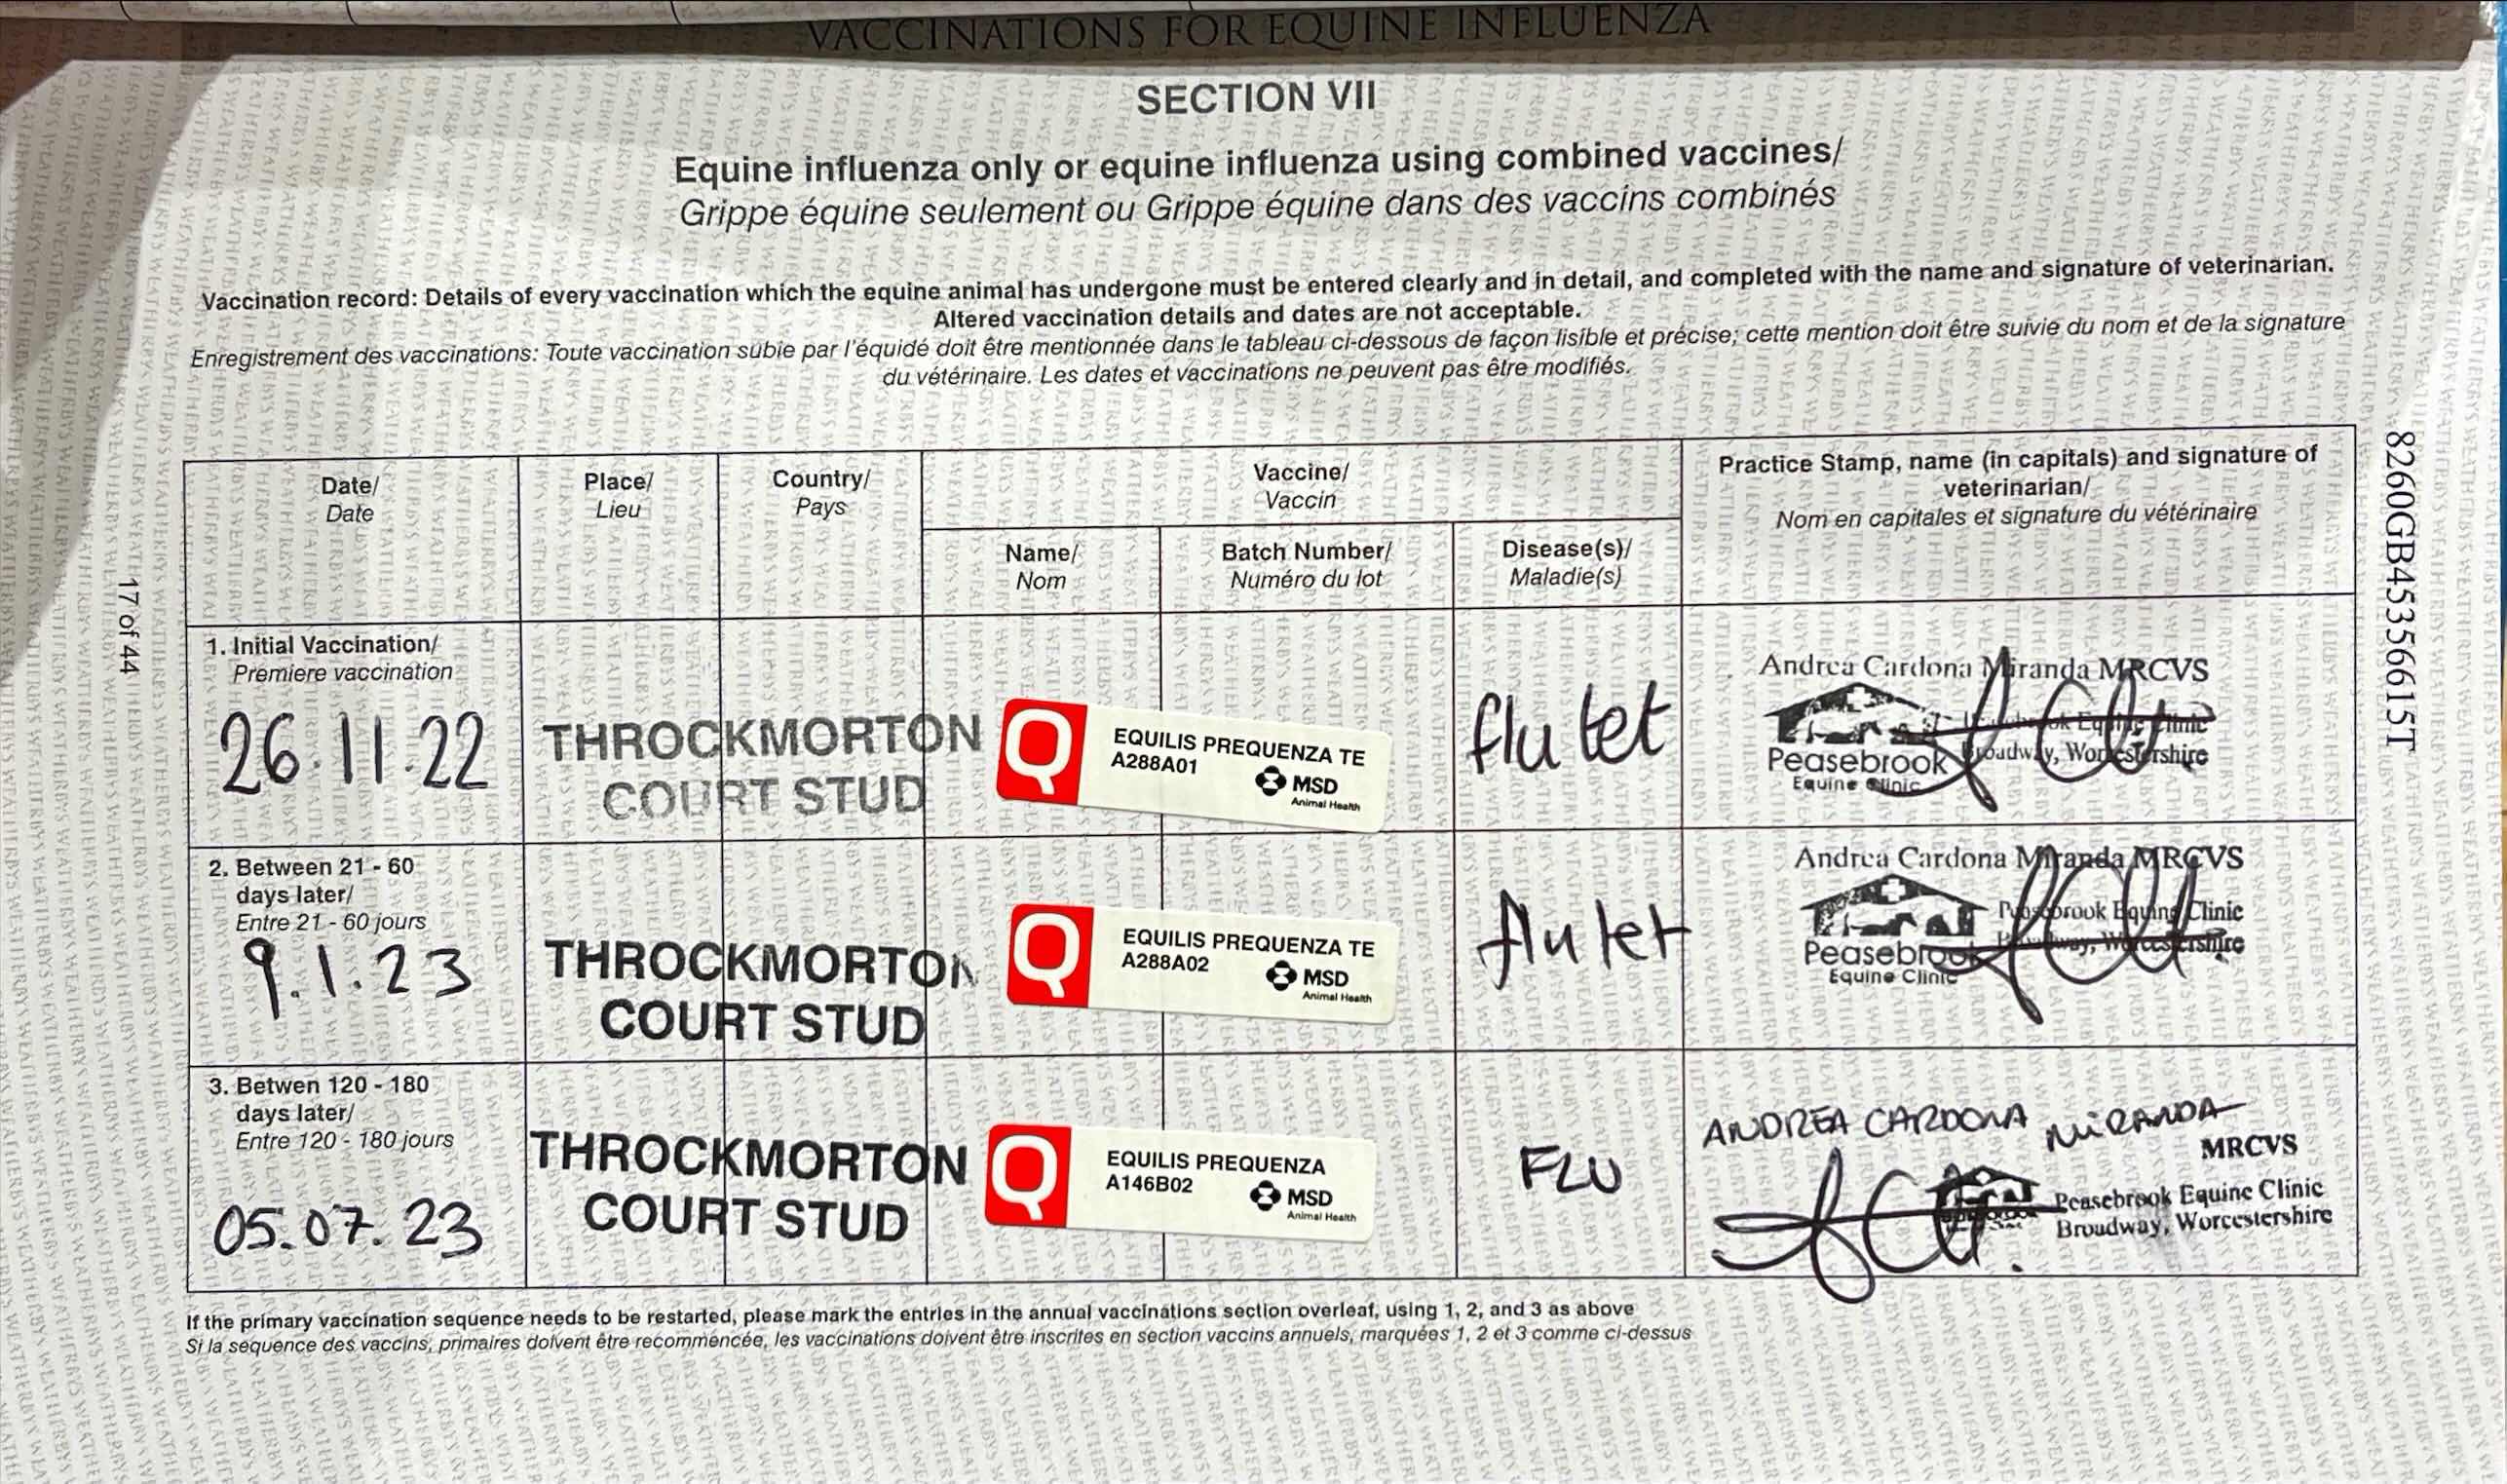 VACCINATIONS FOR EQUINE INFLUENZA
SECTION VII
Equine influenza only or equine influenza using combined vaccines/
Grippe équine seulement ou Grippe équine dans des vaccins combinés
Vaccination record: Details of every vaccination which the equine animal has undergone must be entered clearly and in detail, and completed with the name and signature of veterinarian.
Altered vaccination details and dates are not acceptable.
Enregistrement des vaccinations: Toute vaccination subie par l'équidé doit être mentionnée dans le tableau ci-dessous de façon lisible et précise; cette mention doit être suivie du nom et de la signature
du vétérinaire. Les dates et vaccinations ne peuvent pas être modifiés.
Date/
Date
Place/
Lieu
Country/
Pays
Vaccine/
Vaccin
Name/
Nom
Batch Number/
Numéro du lot
Disease(s)/
Maladie(s)
Practice Stamp, name (in capitals) and signature of
veterinarian/
Nom en capitales et signature du vétérinaire
1. Initial Vaccination/
Premiere vaccination
26.11.22
THROCKMORTON
COURT STUD
Q
EQUILIS PREQUENZA TE
A288A01
MSD
Animal Health
flu tet
Andrea Cardona Miranda MRCVS
Peasebrook Equine Clinic
Broadway, Worcestershire
Peasebrook
Equine Clinic
2. Between 21 - 60
days later/
Entre 21 - 60 jours
9.1.23
THROCKMORTON
COURT STUD
Q
EQUILIS PREQUENZA TE
A288A02
MSD
Animal Health
flu tet
Andrea Cardona Miranda MRCVS
Peasebrook Equine Clinic
Broadway, Worcestershire
Peasebrook
Equine Clinic
3. Betwen 120 - 180
days later/
Entre 120 - 180 jours
05.07.23
THROCKMORTON
COURT STUD
Q
EQUILIS PREQUENZA
A146B02
MSD
Animal Health
FLU
ANDREA CARDONA MIRANDA
MRCVS
Peasebrook Equine Clinic
Broadway, Worcestershire
If the primary vaccination sequence needs to be restarted, please mark the entries in the annual vaccinations section overleaf, using 1, 2, and 3 as above
Si la sequence des vaccins, primaires doivent être recommencée, les vaccinations doivent être inscrites en section vaccins annuels, marquées 1, 2 et 3 comme ci-dessus
17 of 44
8260GB45356615T